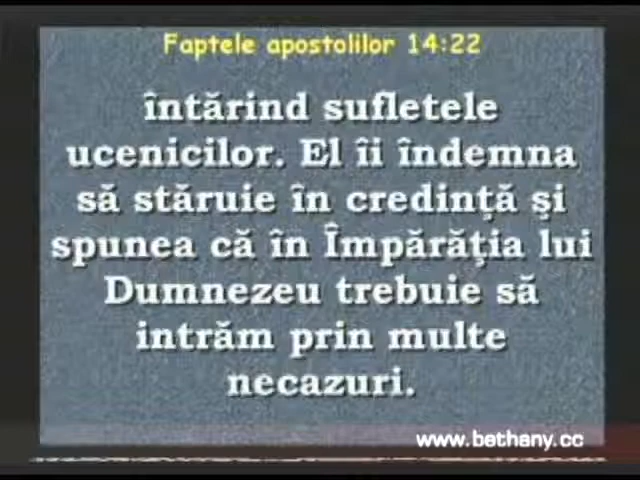 Faptele apostolilor 14:22
întărind sufletele
ucenicilor. El îi îndemna
să stăruie în credință şi
spunea că în Împărăţia lui
Dumnezeu trebuie să
intrăm prin multe
necazuri.
www.bethany.cc